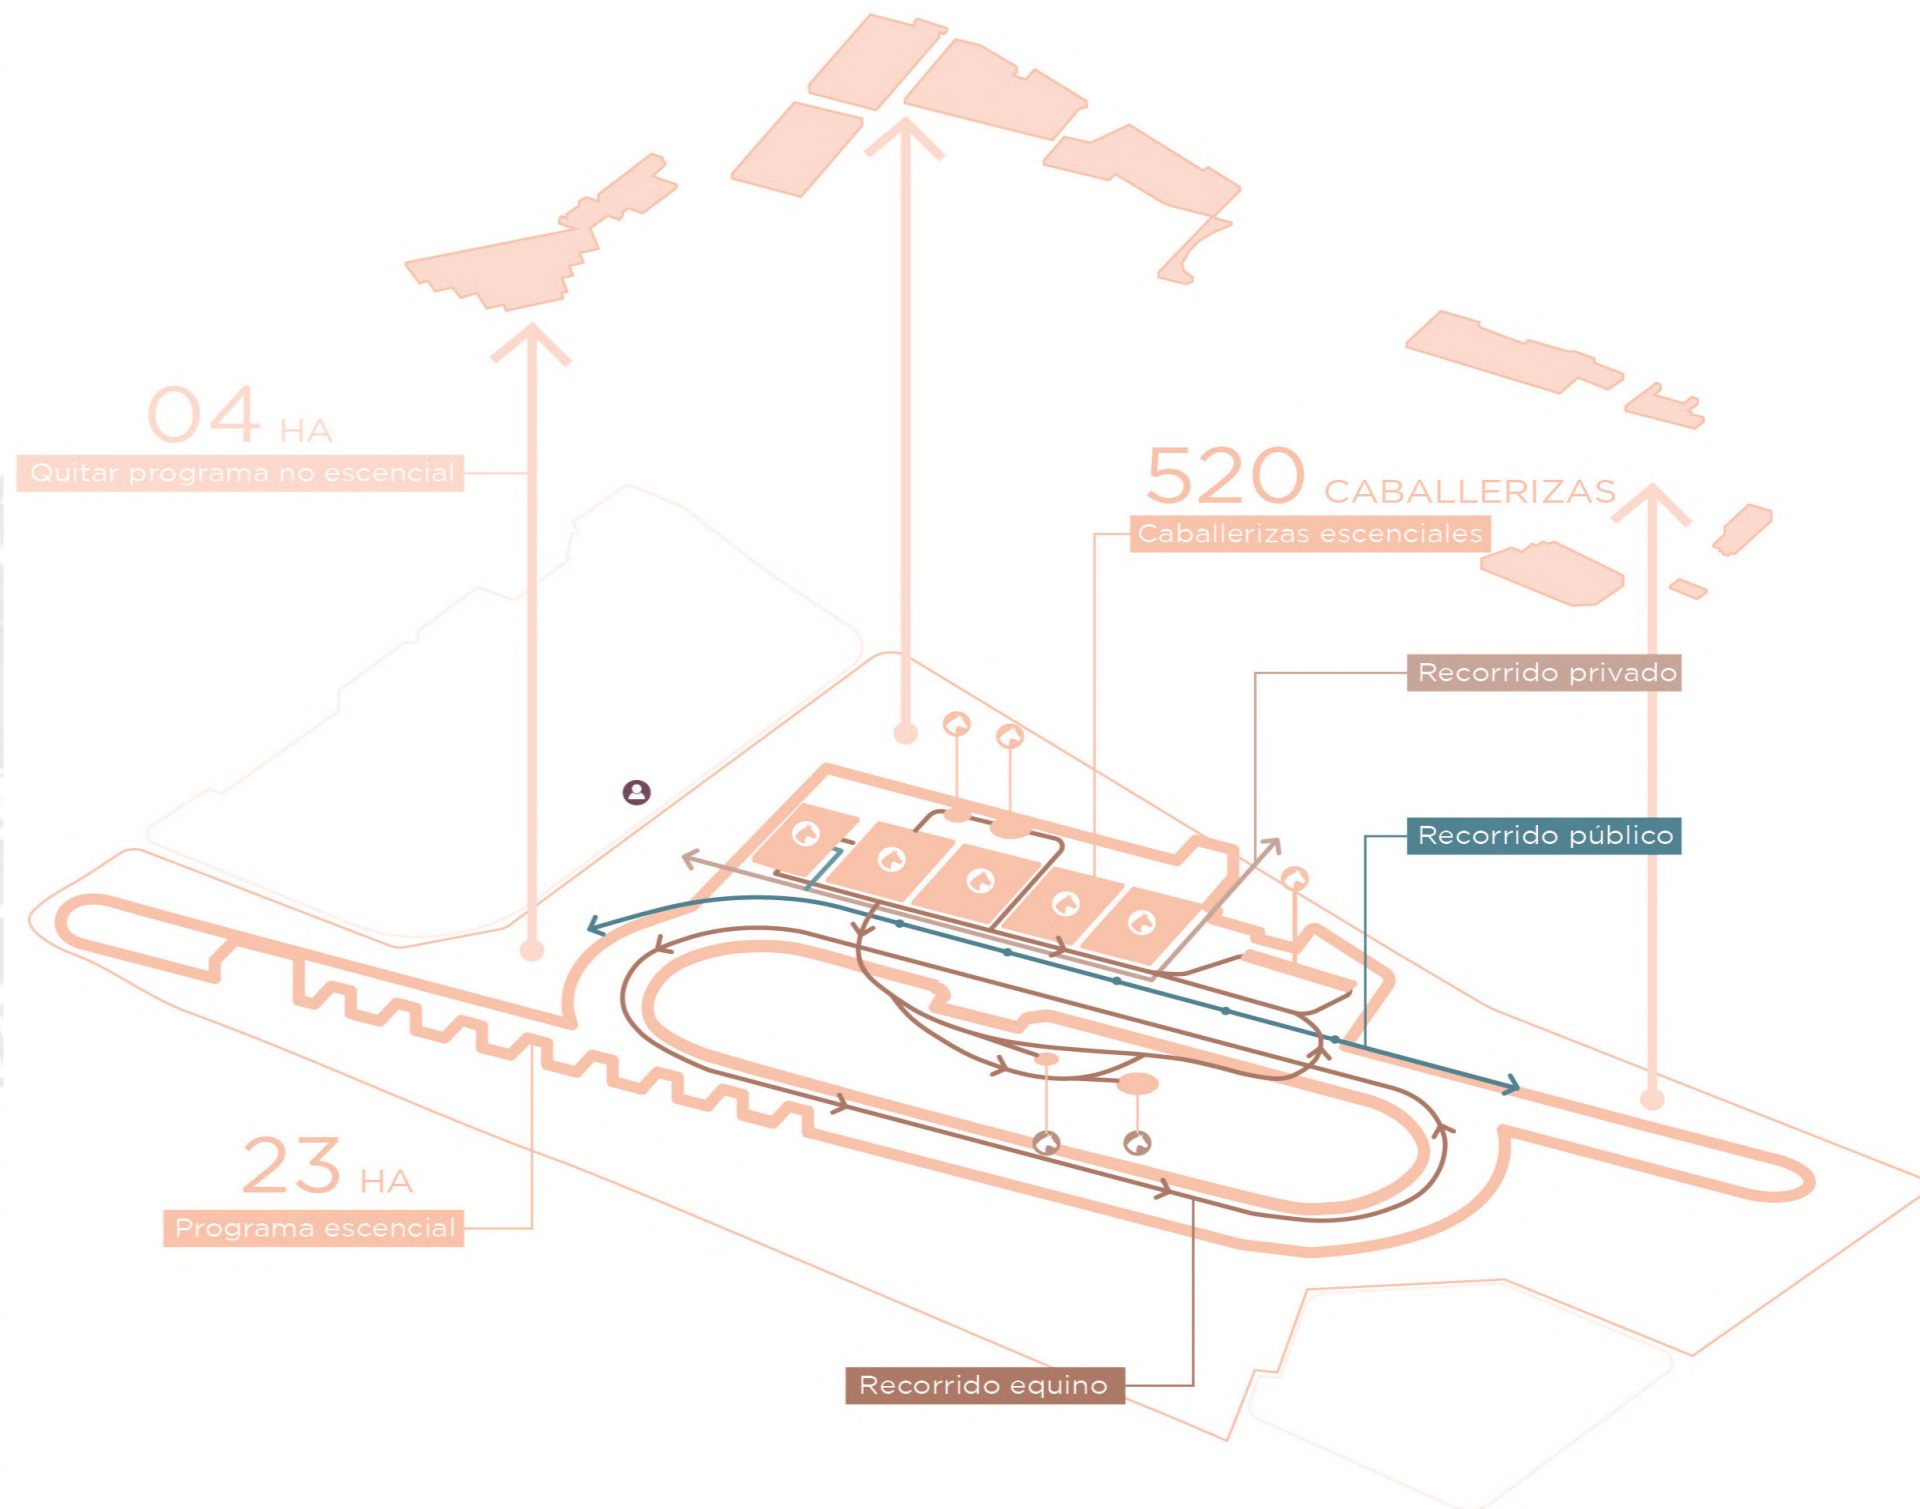 04 HA
Quitar programa no escencial
520 CABALLERIZAS
Caballerizas escenciales
Recorrido privado
Recorrido público
23 HA
Programa escencial
Recorrido equino